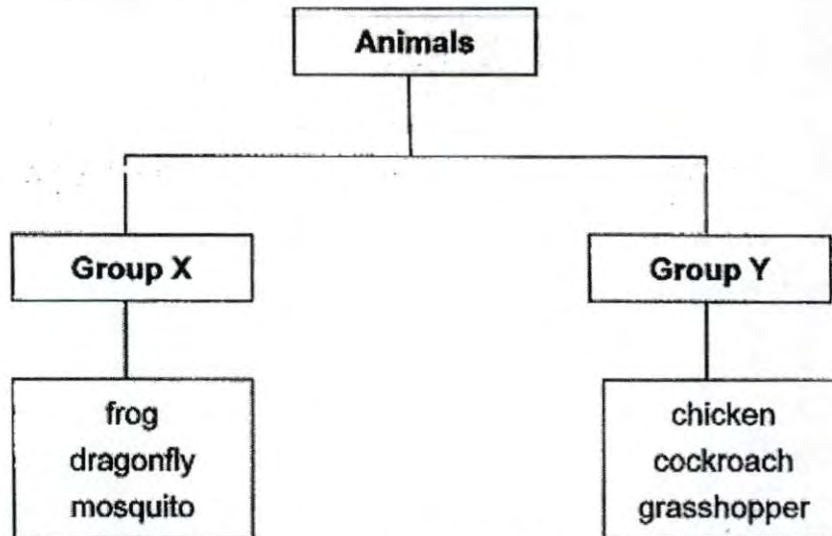 Animals
Group X
Group Y
frog
dragonfly
mosquito
chicken
cockroach
grasshopper